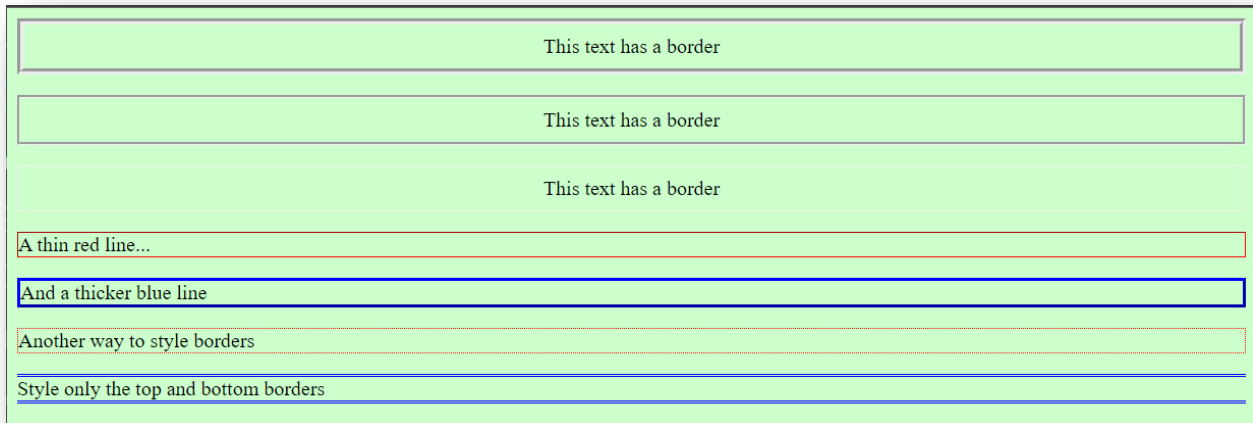 This text has a border
This text has a border
This text has a border
A thin red line...
And a thicker blue line
Another way to style borders
Style only the top and bottom borders